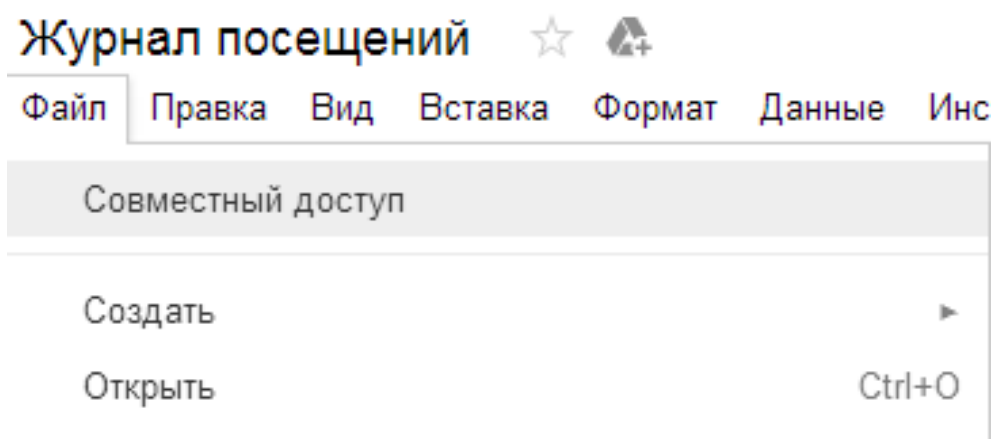 Журнал посещений
Файл Правка Вид Вставка Формат Данные Инс
Совместный доступ
Создать
Открыть Ctrl+O